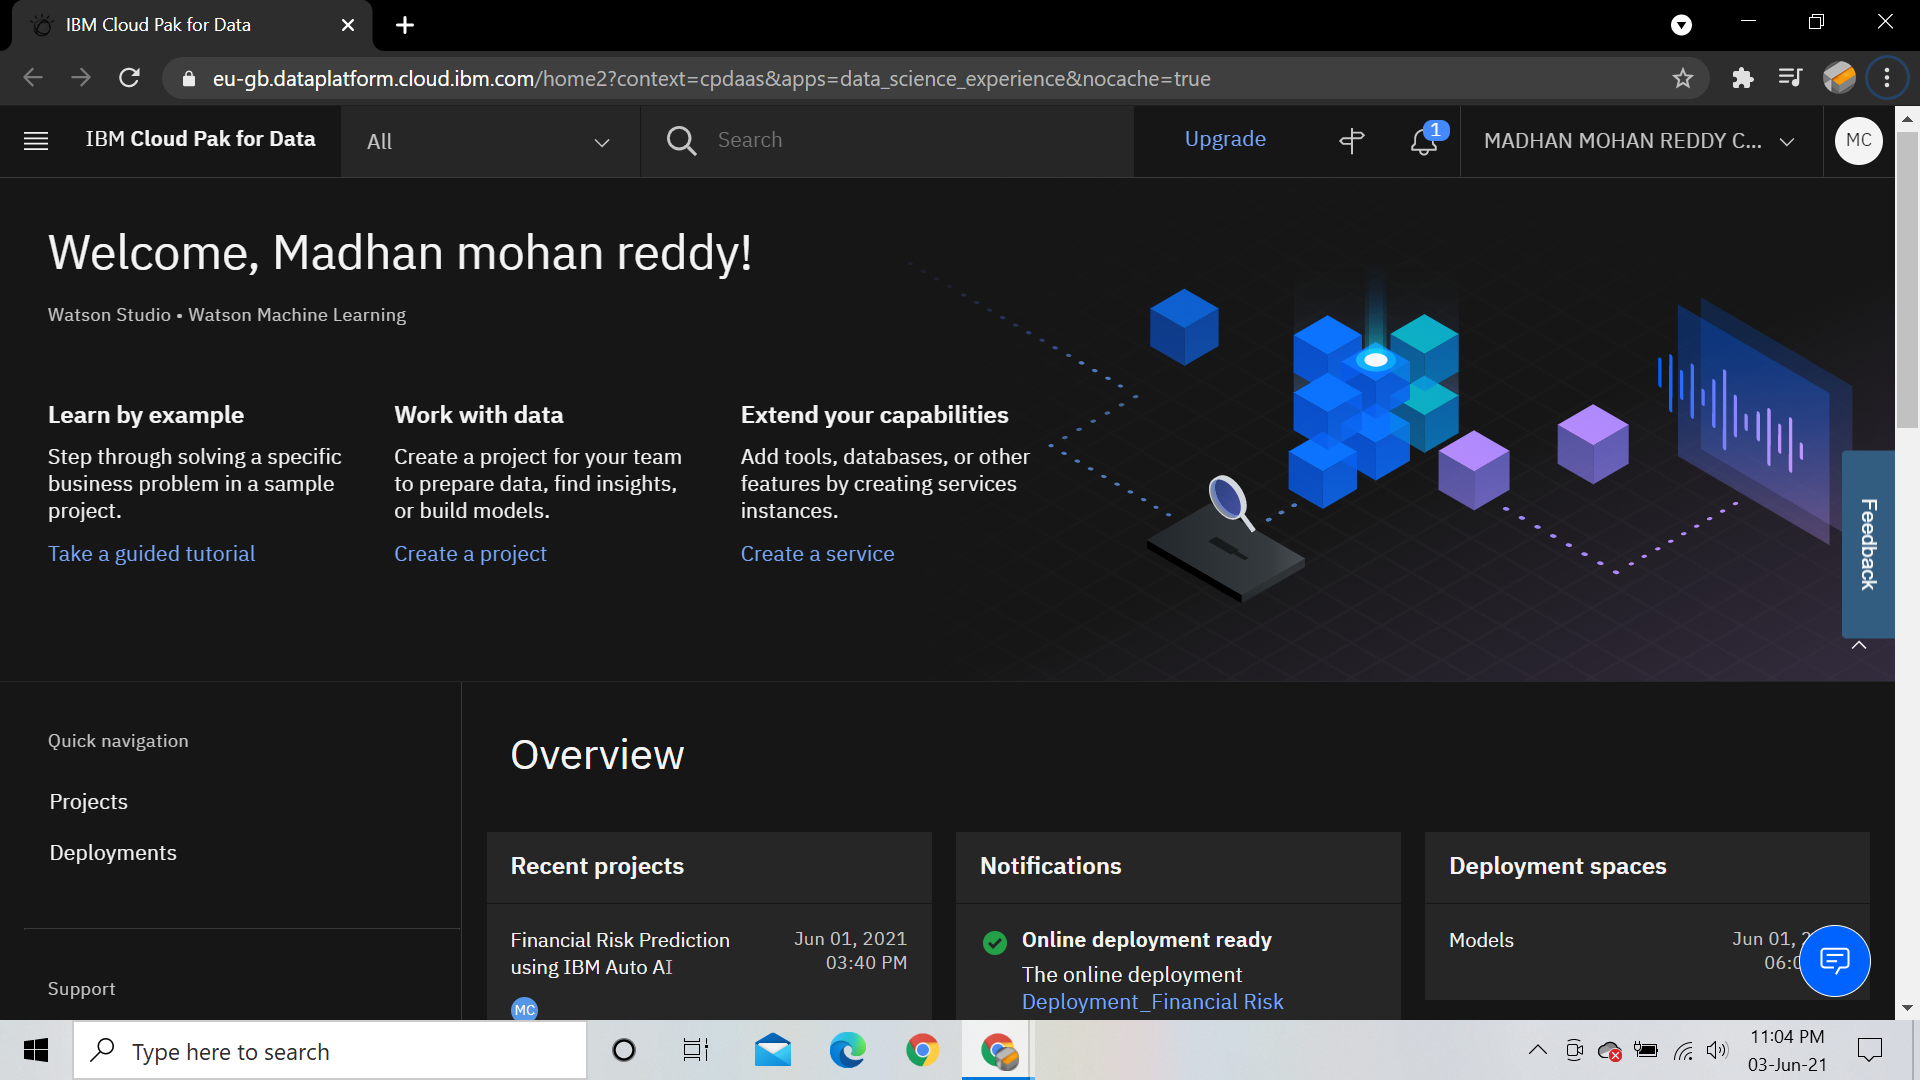 IBM Cloud Pak for Data
eu-gb.dataplatform.cloud.ibm.com/home2?context=cpdaas&apps=data_science_experience&nocache=true
IBM Cloud Pak for Data
All
Search
Upgrade
1
MADHAN MOHAN REDDY C...
MC
Welcome, Madhan mohan reddy!
Watson Studio • Watson Machine Learning
Learn by example
Step through solving a specific
business problem in a sample
project.
Take a guided tutorial
Work with data
Create a project for your team
to prepare data, find insights,
or build models.
Create a project
Extend your capabilities
Add tools, databases, or other
features by creating services
instances.
Create a service
Feedback
Quick navigation
Projects
Deployments
Support
Overview
Recent projects
Financial Risk Prediction
using IBM Auto AI
Jun 01, 2021
03:40 PM
MC
Notifications
Online deployment ready
The online deployment
Deployment_Financial Risk
Deployment spaces
Models
Jun 01,
Type here to search
11:04 PM
03-Jun-21